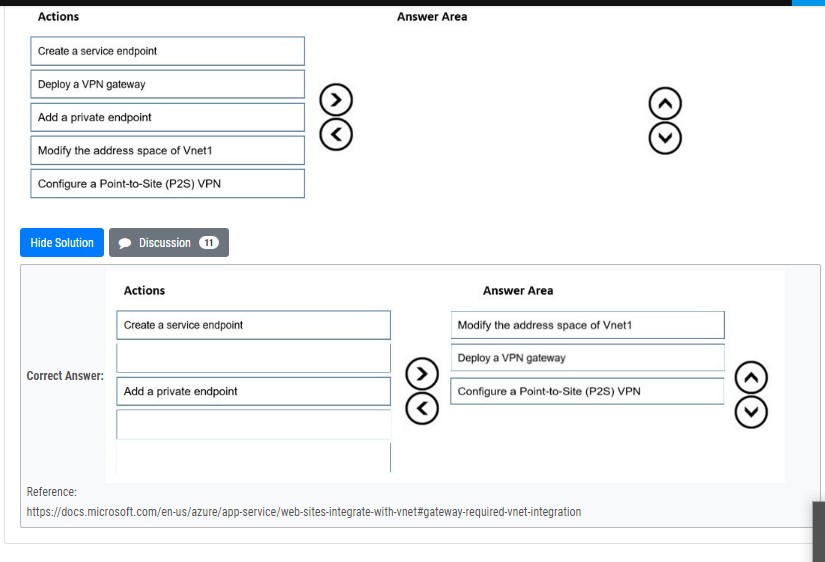 Actions
Answer Area
Create a service endpoint
Deploy a VPN gateway
Add a private endpoint
Modify the address space of Vnet1
Configure a Point-to-Site (P2S) VPN
Hide Solution
Discussion 11
Actions
Answer Area
Create a service endpoint
Modify the address space of Vnet1
Deploy a VPN gateway
Correct Answer:
Add a private endpoint
Configure a Point-to-Site (P2S) VPN
Reference:
https://docs.microsoft.com/en-us/azure/app-service/web-sites-integrate-with-vnet#gateway-required-vnet-integration